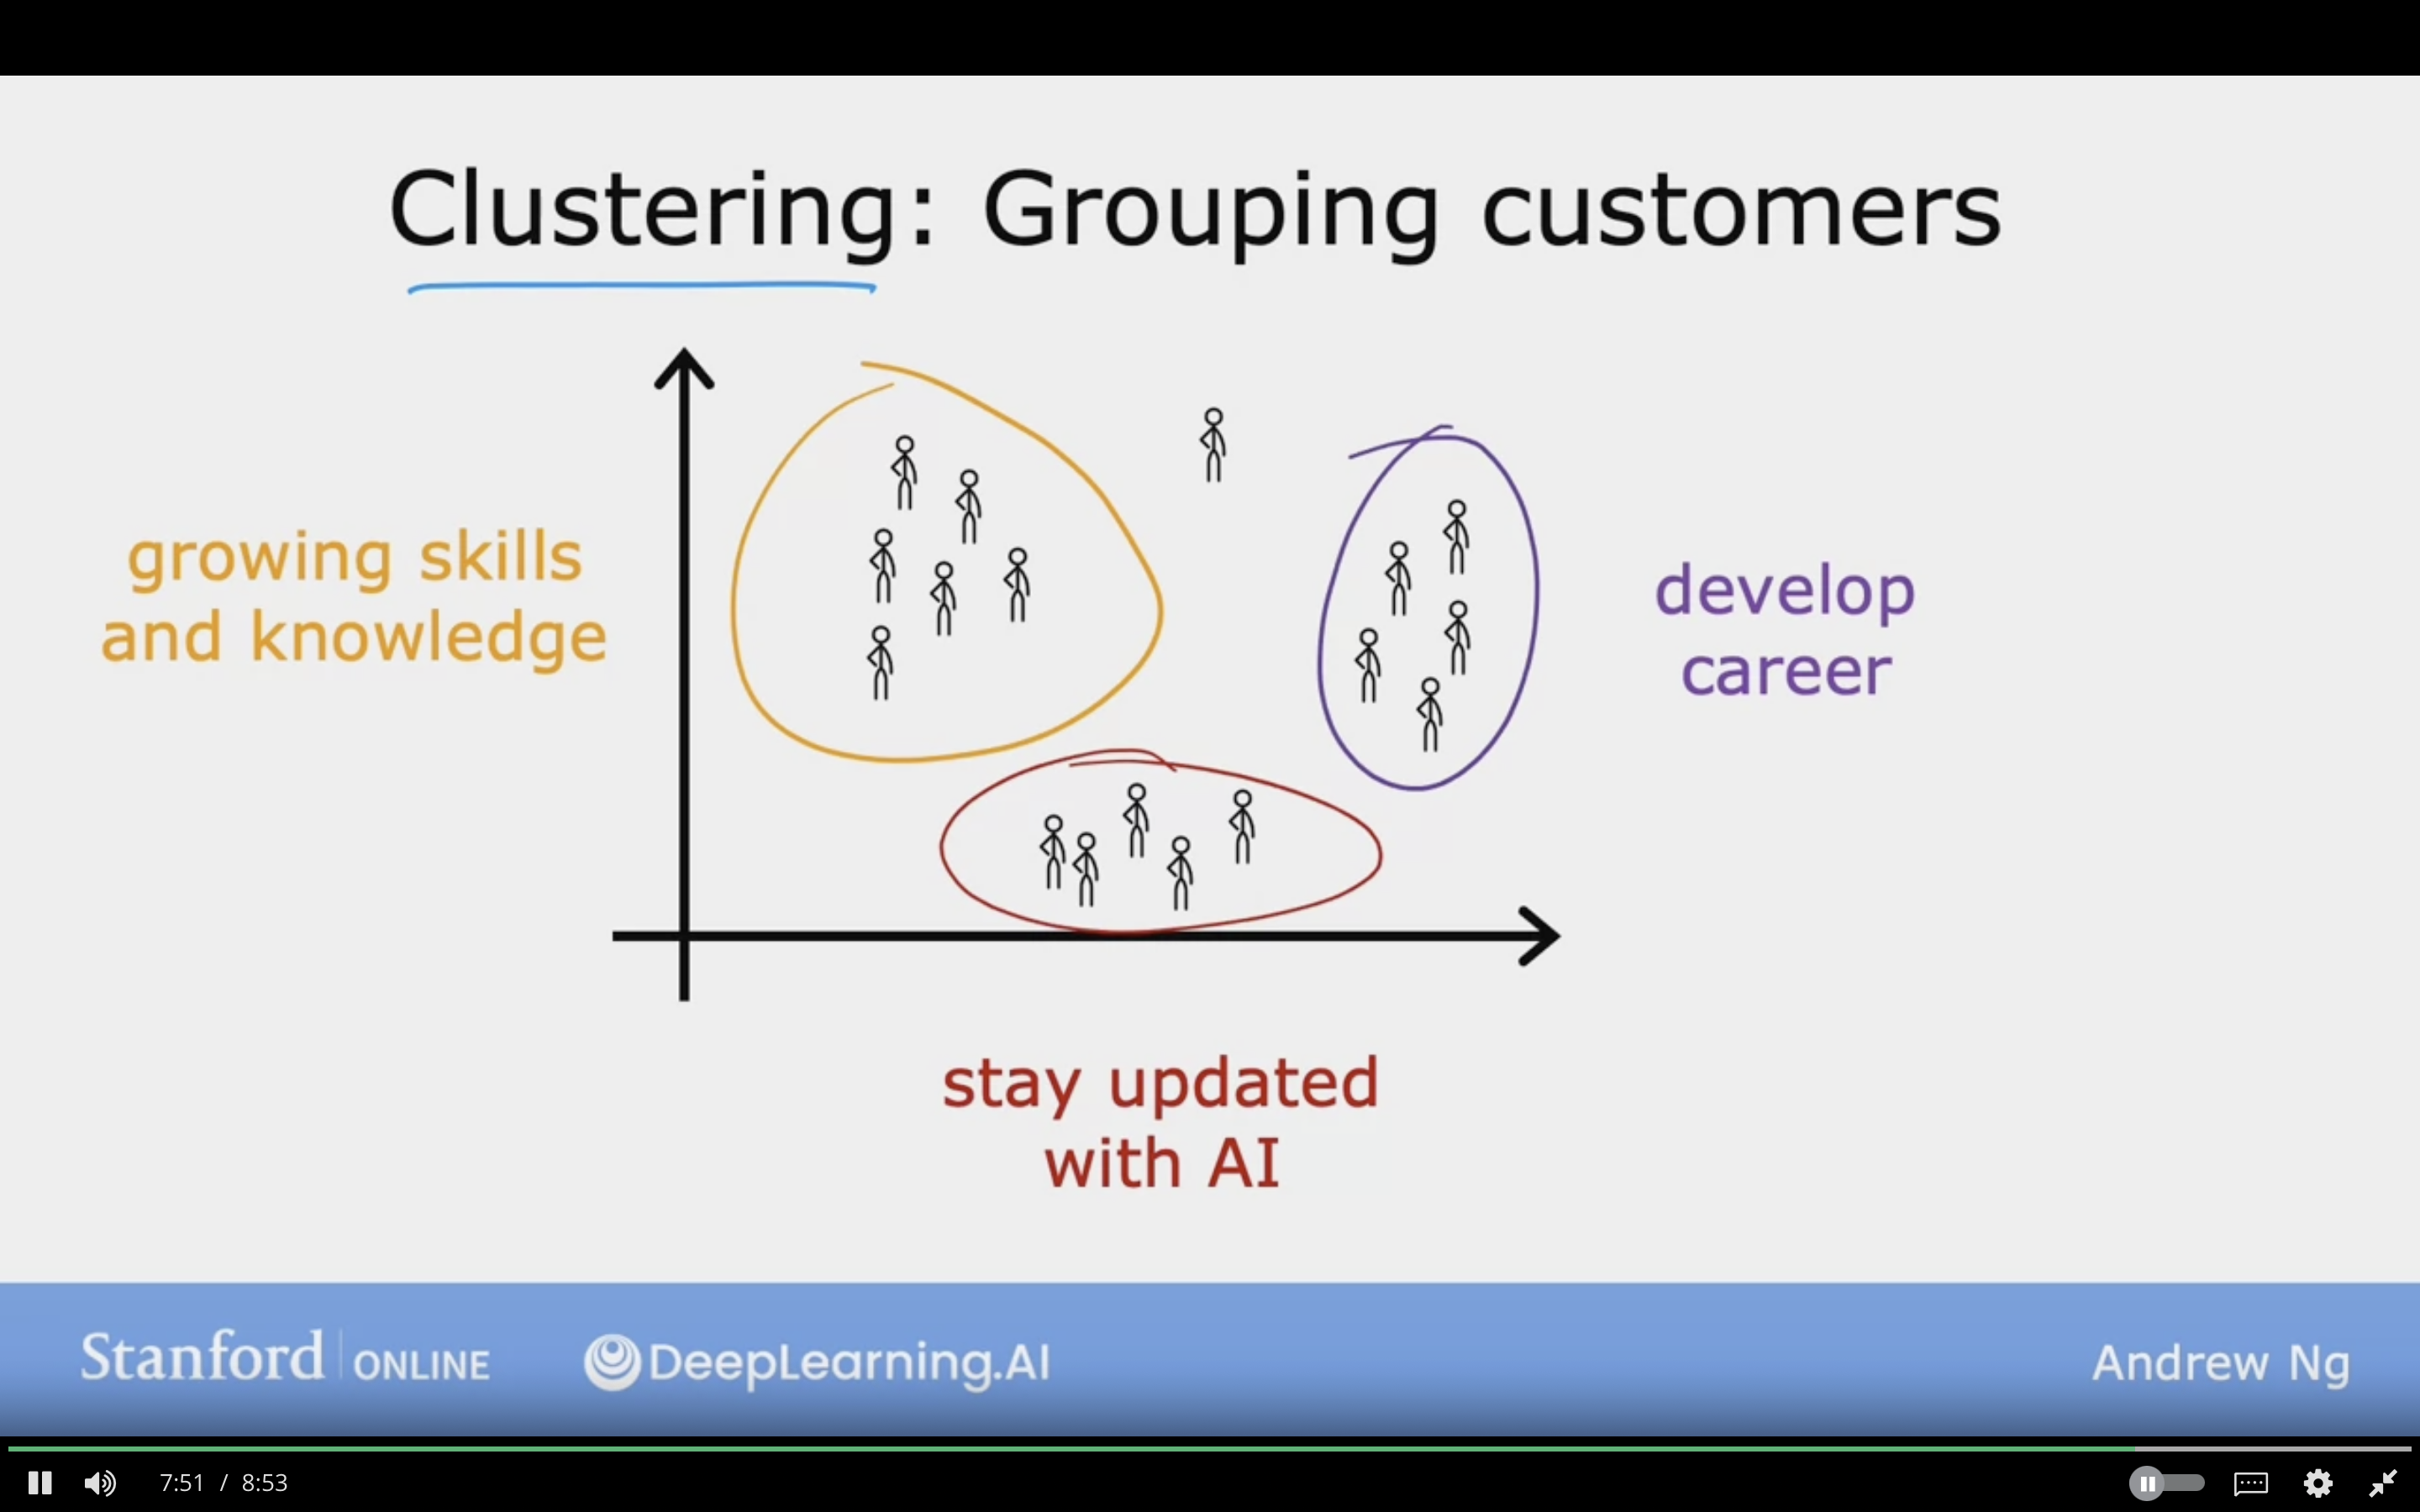 Clustering: Grouping customers
growing skills
and knowledge
develop
career
stay updated
with AI
Stanford ONLINE
DeepLearning.AI
Andrew Ng
7:51 / 8:53